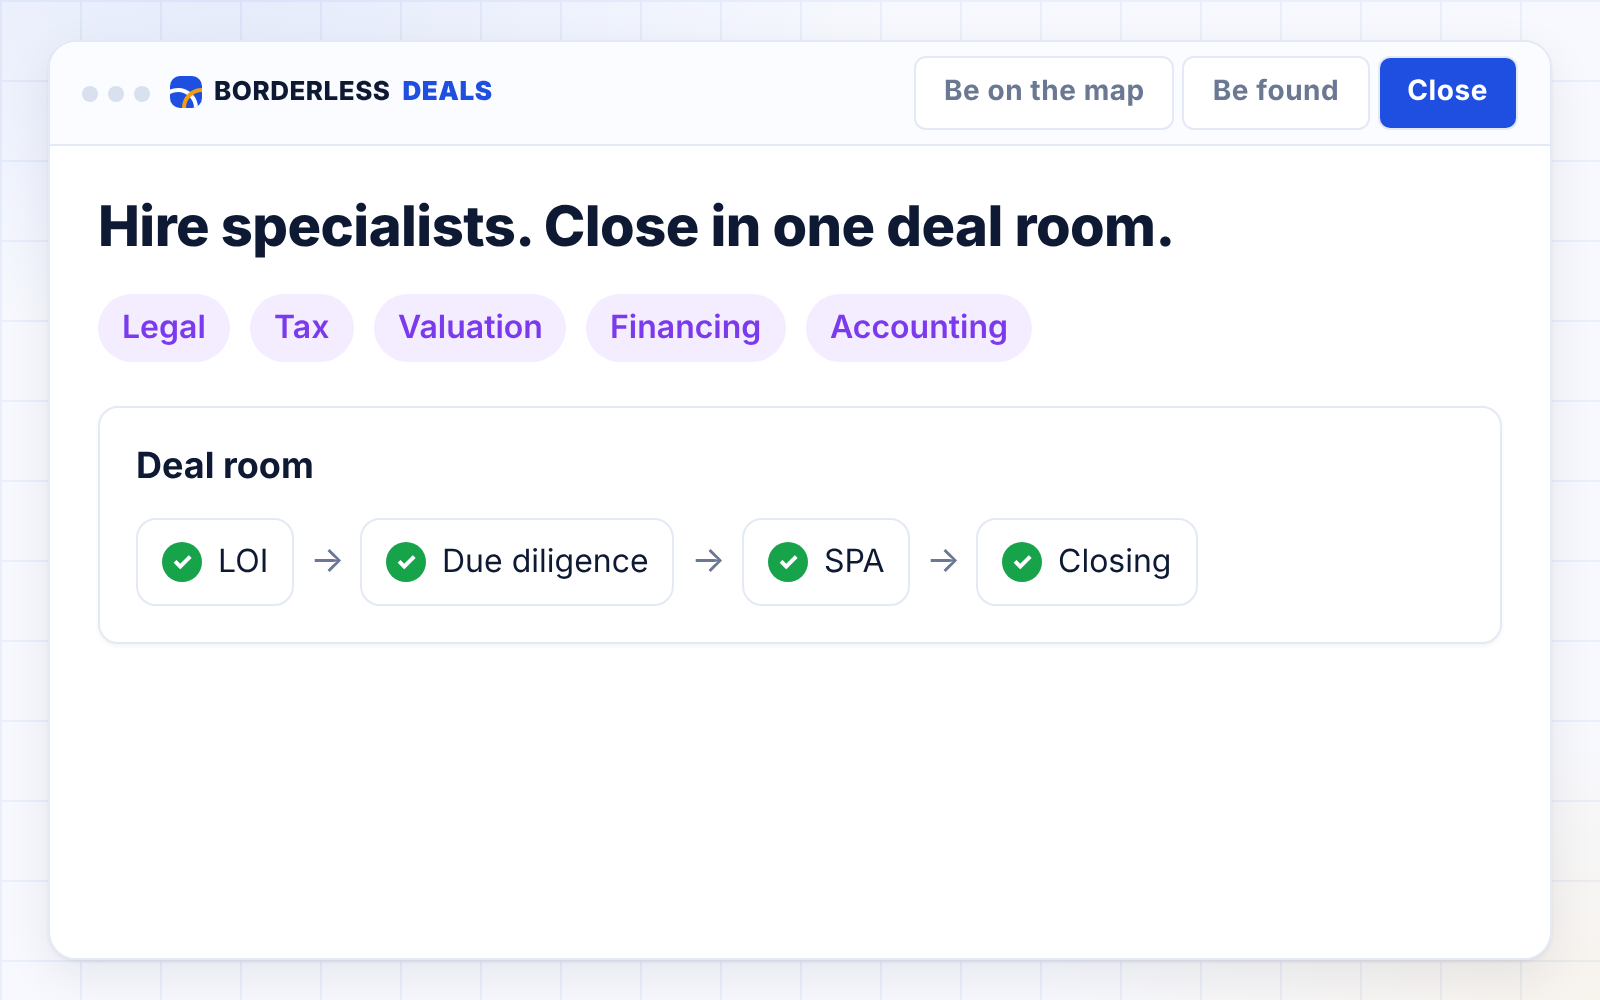 BORDERLESS DEALS
Be on the map
Be found
Close
Hire specialists. Close in one deal room.
Legal
Tax
Valuation
Financing
Accounting
Deal room
LOI → Due diligence → SPA → Closing